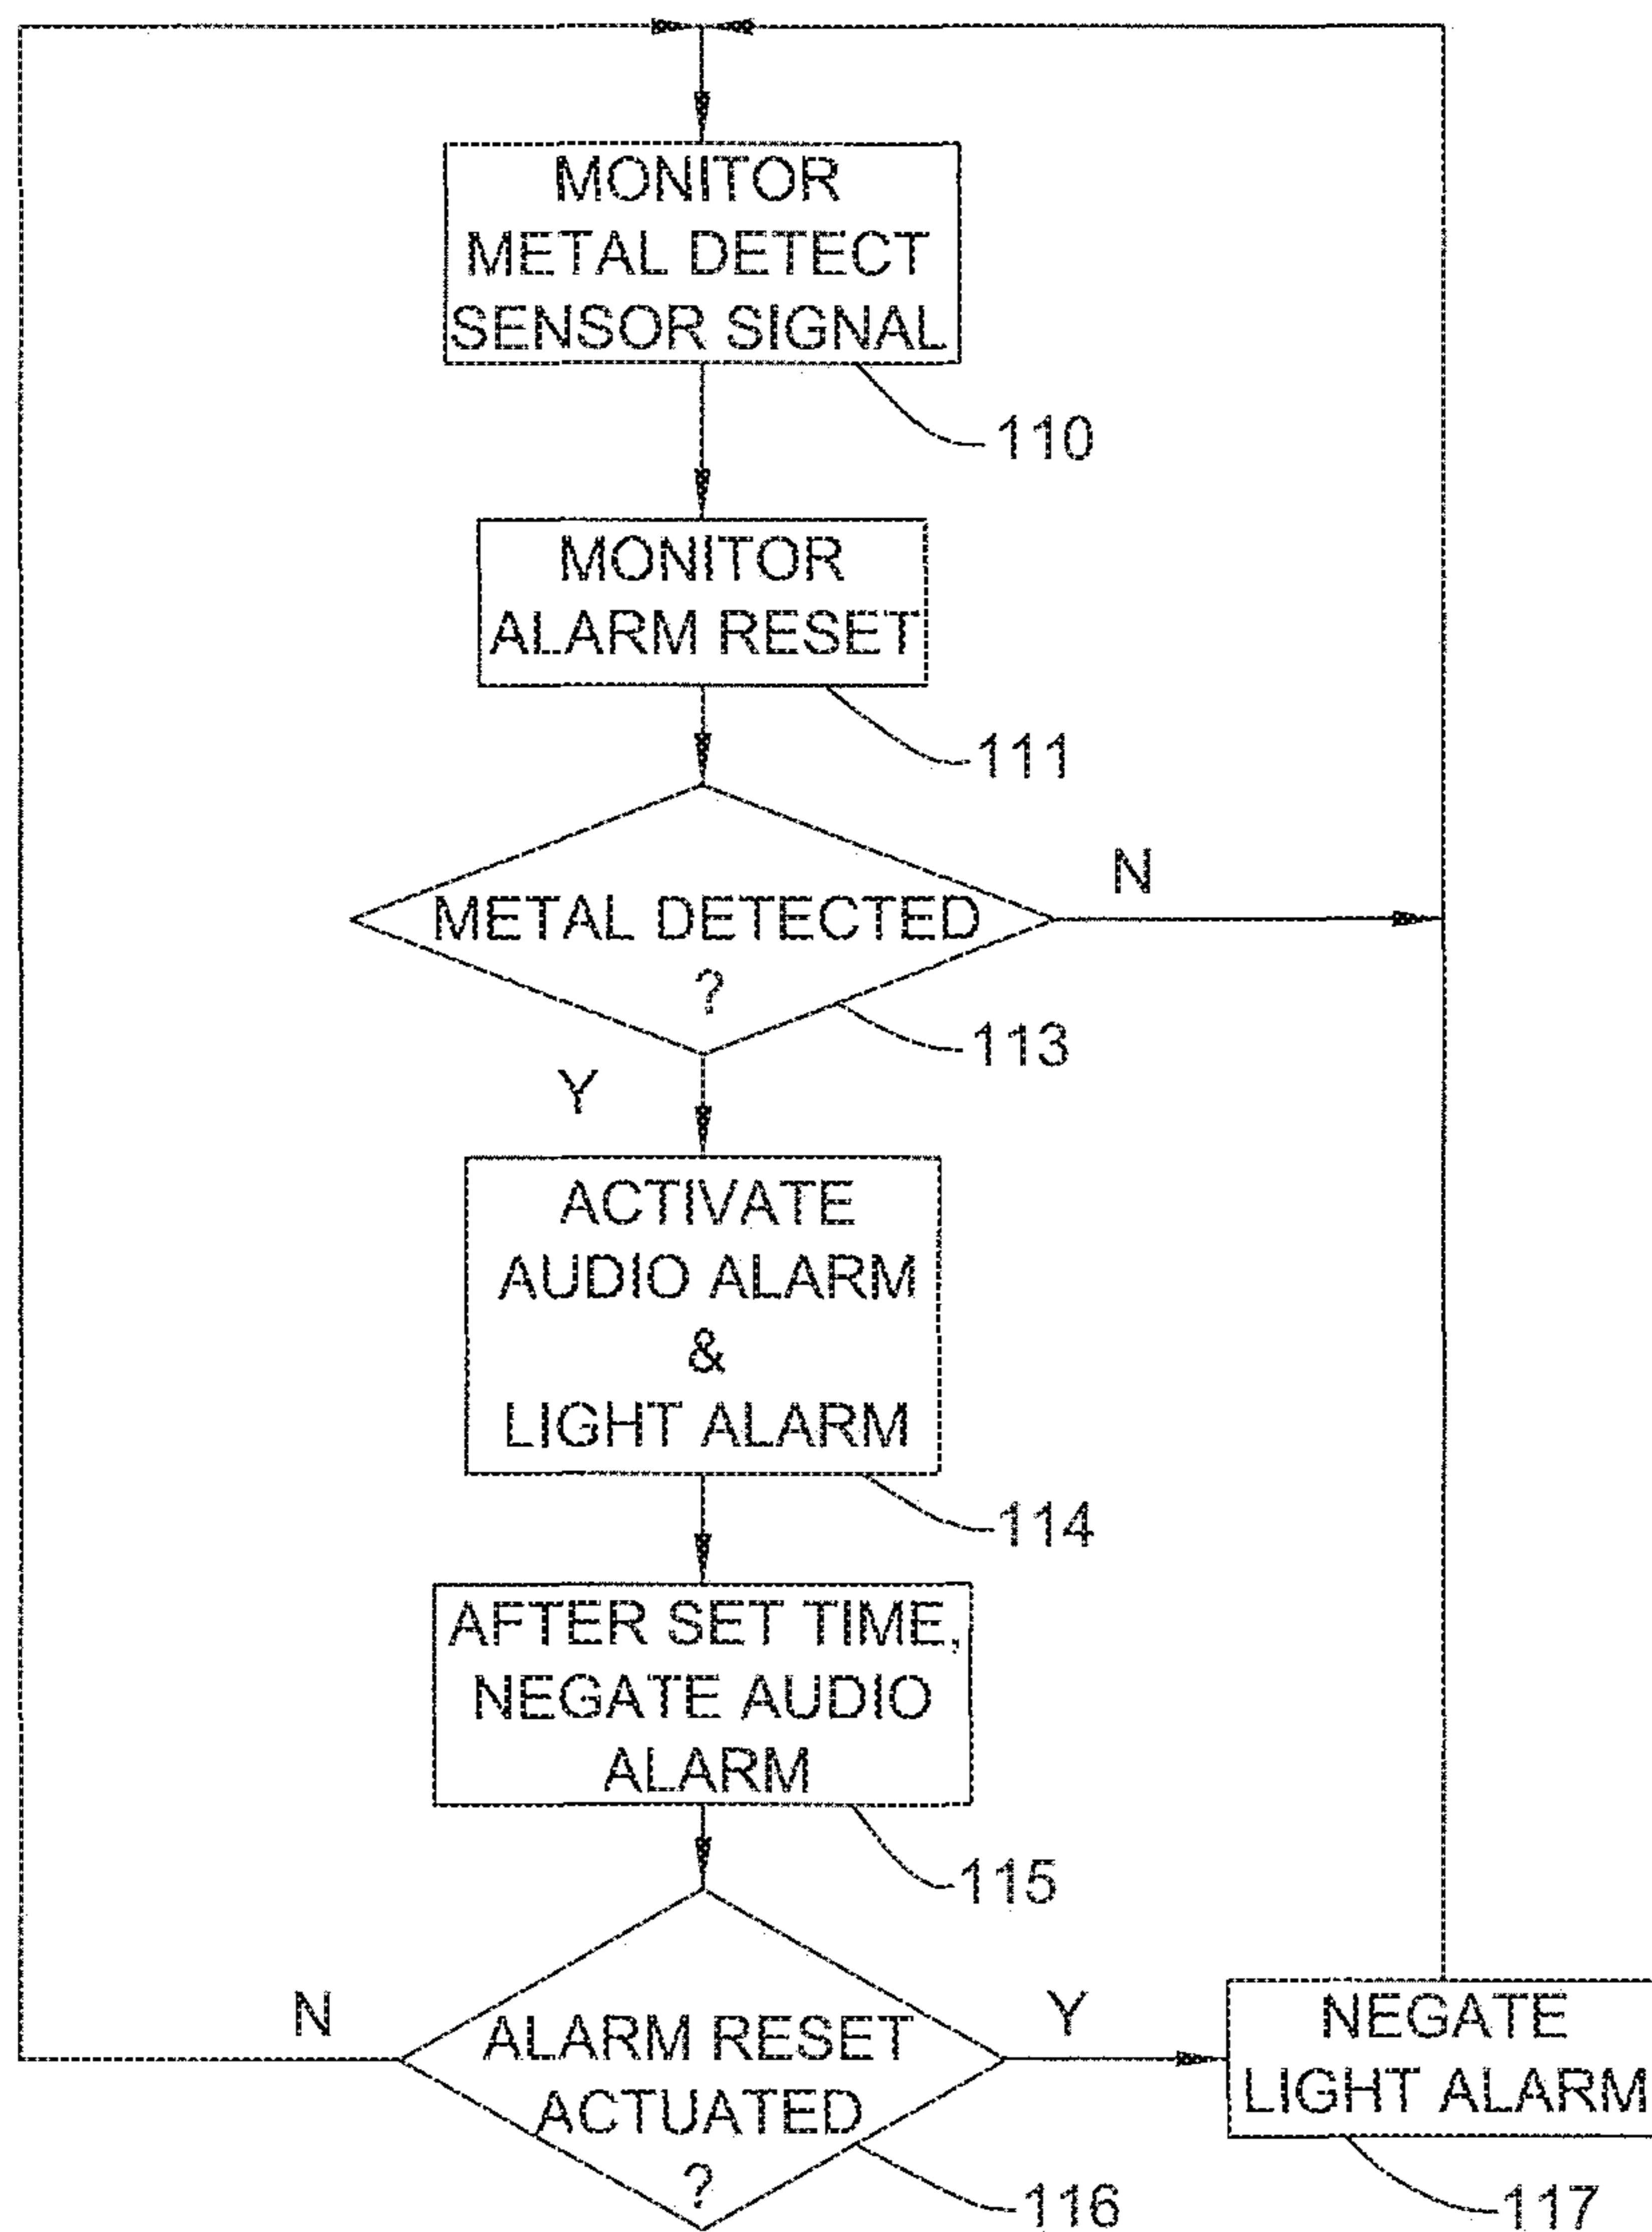 MONITOR
METAL DETECT
SENSOR SIGNAL
110
MONITOR
ALARM RESET
111
METAL DETECTED
?
N
113
Y
ACTIVATE
AUDIO ALARM
&
LIGHT ALARM
114
AFTER SET TIME,
NEGATE AUDIO
ALARM
115
N
ALARM RESET
ACTUATED
?
Y
116
NEGATE
LIGHT ALARM
117